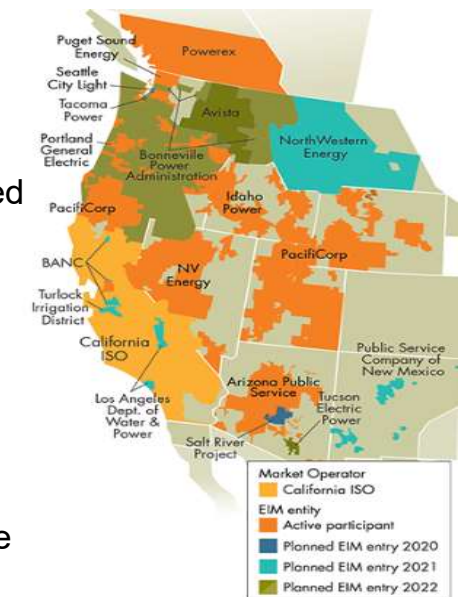 Puget Sound
Energy
Powerex
Seattle
City Light
Tacoma
Power
Avista
Portland
General
Electric
Bonneville
Power
Administration
NorthWestern
Energy
ed
PacifiCorp
Idaho
Power
PacifiCorp
BANC
NV
Energy
Turlock
Irrigation
District
California
ISO
Public Service
Company of
New Mexico
Los Angeles
Dept. of
Water &
Power
Arizona Public
Service
Tucson
Electric
Power
Salt River
Project
e
Market Operator
California ISO
EIM entity
Active participant
Planned EIM entry 2020
Planned EIM entry 2021
Planned EIM entry 2022